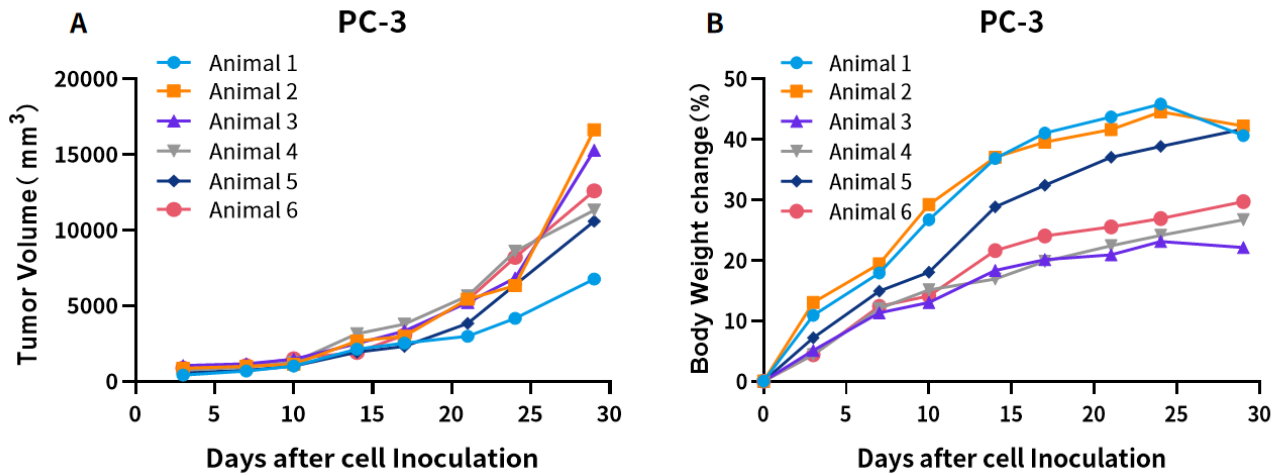 A
PC-3
Animal 1
Animal 2
Animal 3
Animal 4
Animal 5
Animal 6
20000
15000
10000
5000
0
Tumor Volume( mm³)
0 5 10 15 20 25 30
Days after cell Inoculation
B
PC-3
Animal 1
Animal 2
Animal 3
Animal 4
Animal 5
Animal 6
50
40
30
20
10
0
Body Weight change(%)
0 5 10 15 20 25 30
Days after cell Inoculation